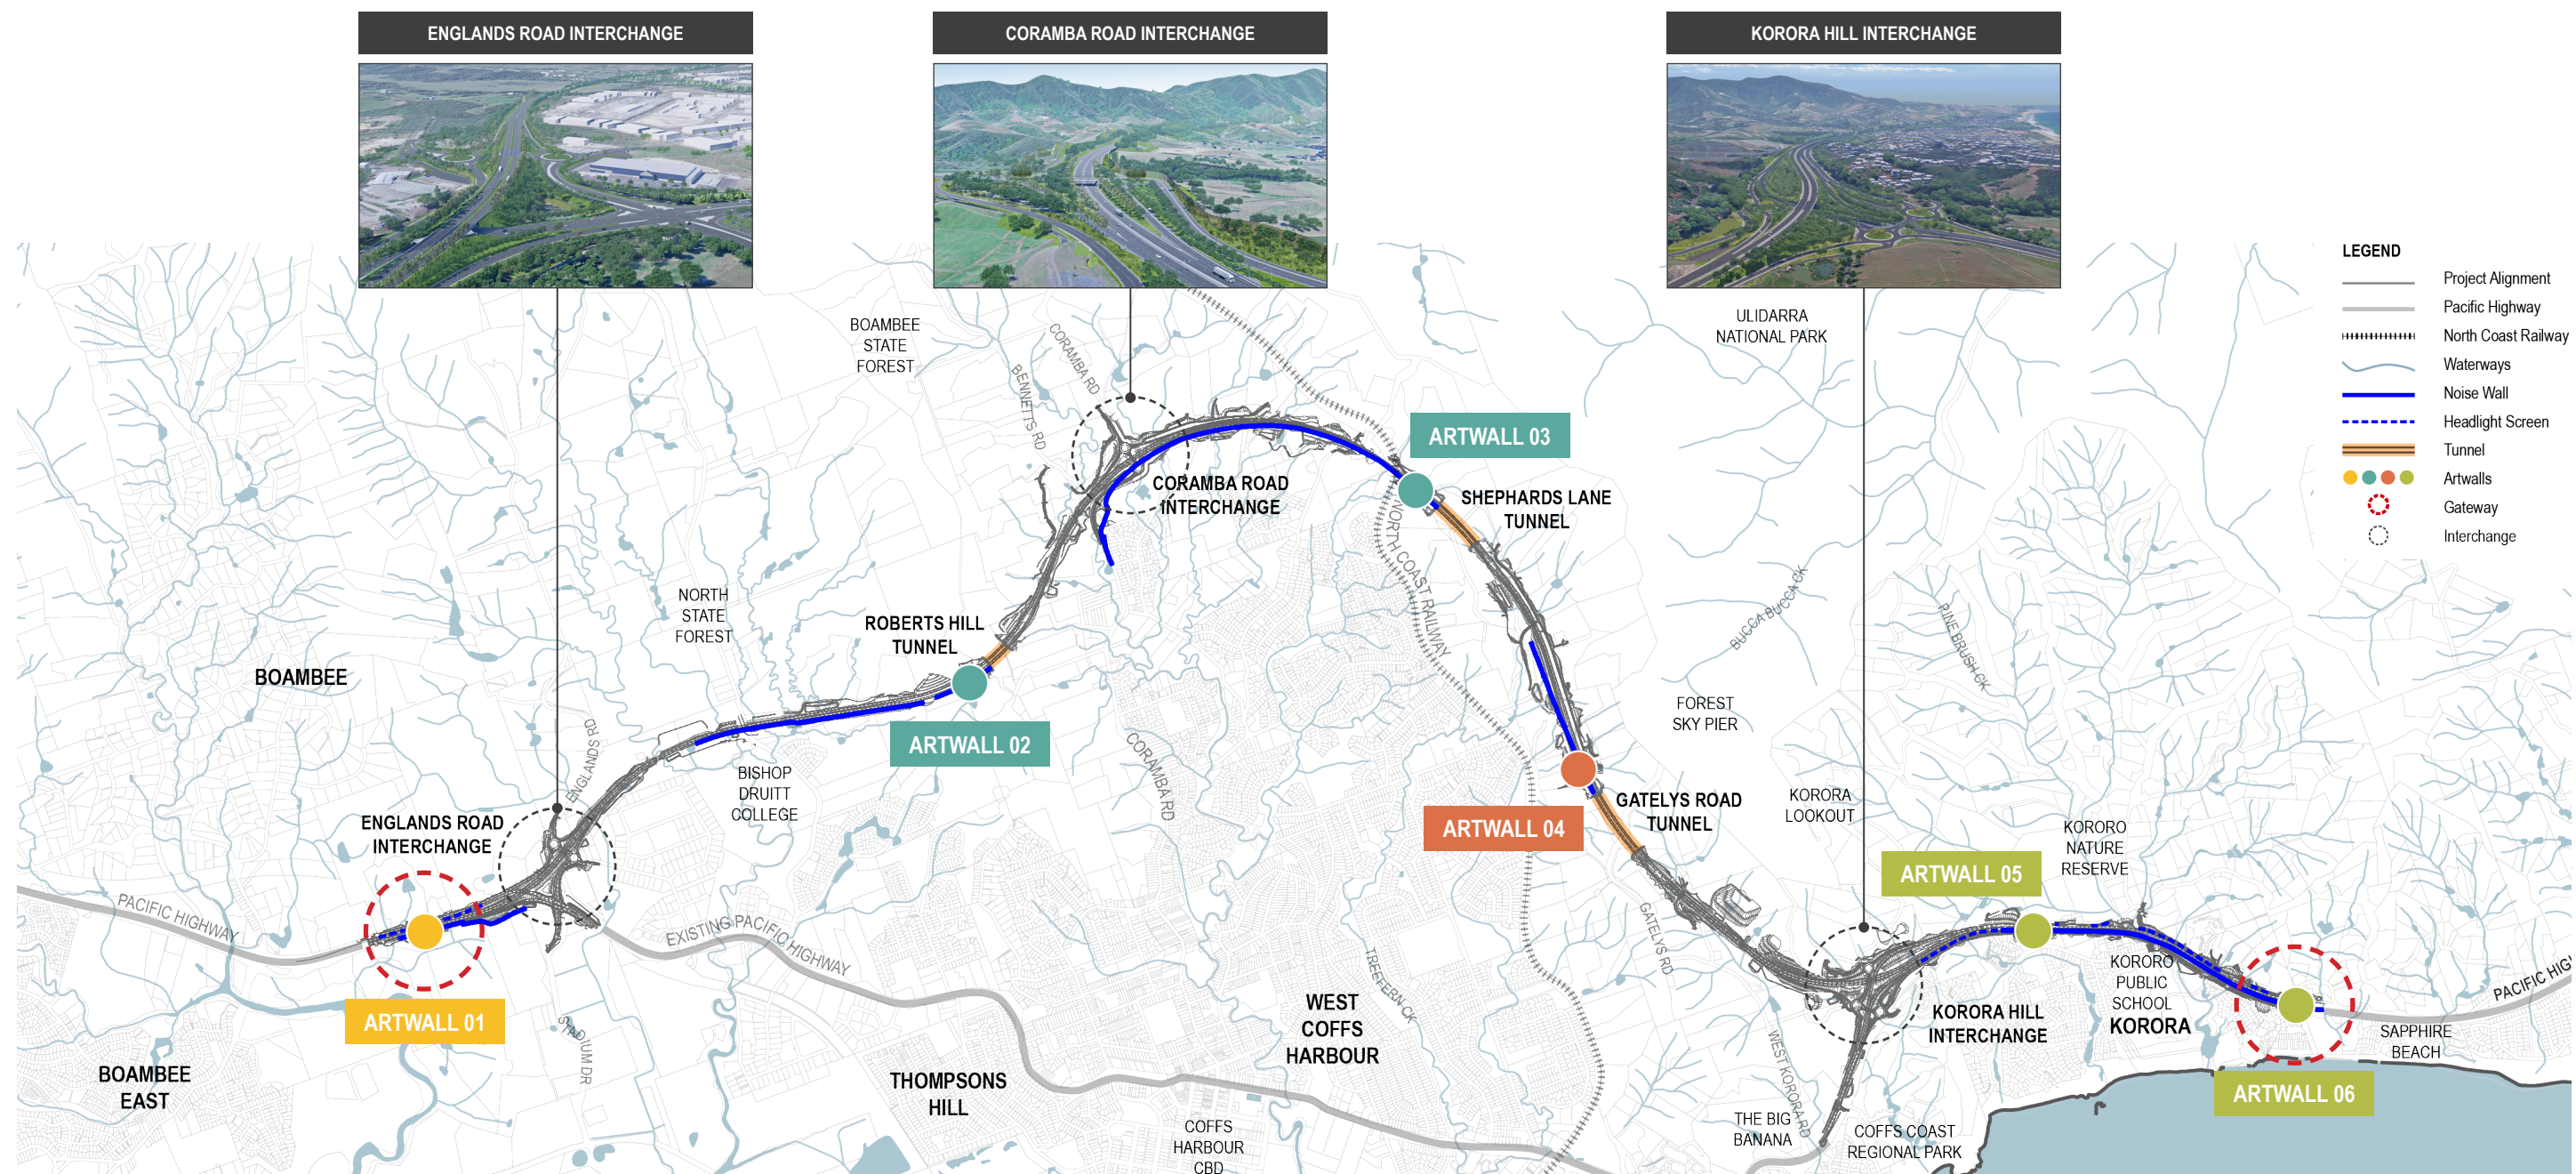 ENGLANDS ROAD INTERCHANGE
CORAMBA ROAD INTERCHANGE
KORORA HILL INTERCHANGE
LEGEND
Project Alignment
Pacific Highway
North Coast Railway
Waterways
Noise Wall
Headlight Screen
Tunnel
Artwalls
Gateway
Interchange
BOAMBEE
STATE
FOREST
CORAMBA RD
BENNETTS RD
ULIDARRA
NATIONAL PARK
ARTWALL 03
CORAMBA ROAD
INTERCHANGE
SHEPHARDS LANE
TUNNEL
NORTH COAST RAILWAY
NORTH
STATE
FOREST
ROBERTS HILL
TUNNEL
BUCCA BUCCA CK
PINE BRUSH CK
BOAMBEE
ENGLANDS RD
ARTWALL 02
FOREST
SKY PIER
BISHOP
DRUITT
COLLEGE
CORAMBA RD
ENGLANDS ROAD
INTERCHANGE
ARTWALL 04
GATELYS ROAD
TUNNEL
KORORA
LOOKOUT
KORORO
NATURE
RESERVE
ARTWALL 05
PACIFIC HIGHWAY
EXISTING PACIFIC HIGHWAY
GATELYS RD
TREEFERN CK
KORORO
PUBLIC
SCHOOL
KORORA
PACIFIC HIGH
ARTWALL 01
STADIUM DR
WEST
COFFS
HARBOUR
KORORA HILL
INTERCHANGE
WEST KORORA RD
SAPPHIRE
BEACH
BOAMBEE
EAST
THOMPSONS
HILL
ARTWALL 06
COFFS
HARBOUR
CBD
THE BIG
BANANA
COFFS COAST
REGIONAL PARK